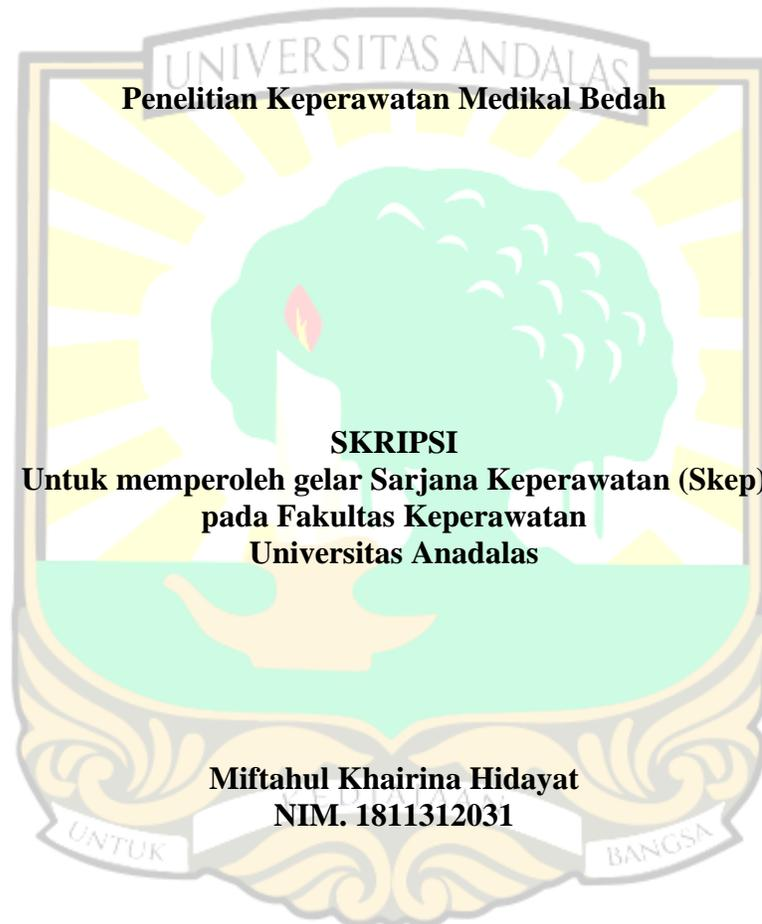 UNIVERSITAS ANDALAS
Penelitian Keperawatan Medikal Bedah
SKRIPSI
Untuk memperoleh gelar Sarjana Keperawatan (Skep)
pada Fakultas Keperawatan
Universitas Anadalas
Miftahul Khairina Hidayat
KEDJAJAAN
NIM. 1811312031
UNTUK
BANGSA